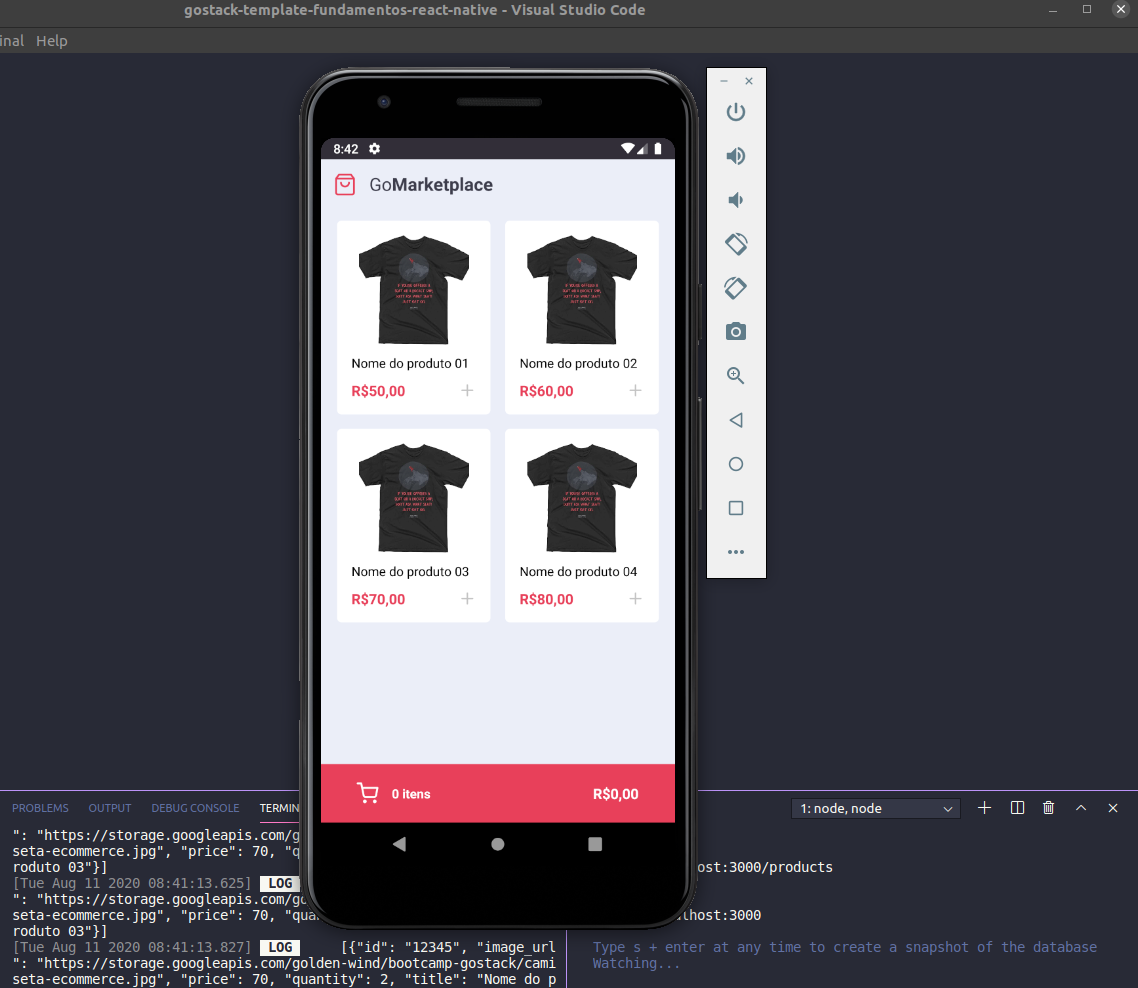 gostack-template-fundamentos-react-native - Visual Studio Code
inal Help
8:42
GoMarketplace
Nome do produto 01
R$50,00 +
Nome do produto 02
R$60,00 +
Nome do produto 03
R$70,00 +
Nome do produto 04
R$80,00 +
0 itens
R$0,00
PROBLEMS OUTPUT DEBUG CONSOLE TERMIN
1: node, node
": "https://storage.googleapis.com/g
seta-ecommerce.jpg", "price": 70, "q
roduto 03"}]
[Tue Aug 11 2020 08:41:13.625] LOG
": "https://storage.googleapis.com/go
seta-ecommerce.jpg", "price": 70, "quan
roduto 03"}]
[Tue Aug 11 2020 08:41:13.827] LOG [{"id": "12345", "image_url
": "https://storage.googleapis.com/golden-wind/bootcamp-gostack/cami
seta-ecommerce.jpg", "price": 70, "quantity": 2, "title": "Nome do p
ost:3000/products
lhost:3000
Type s + enter at any time to create a snapshot of the database
Watching...